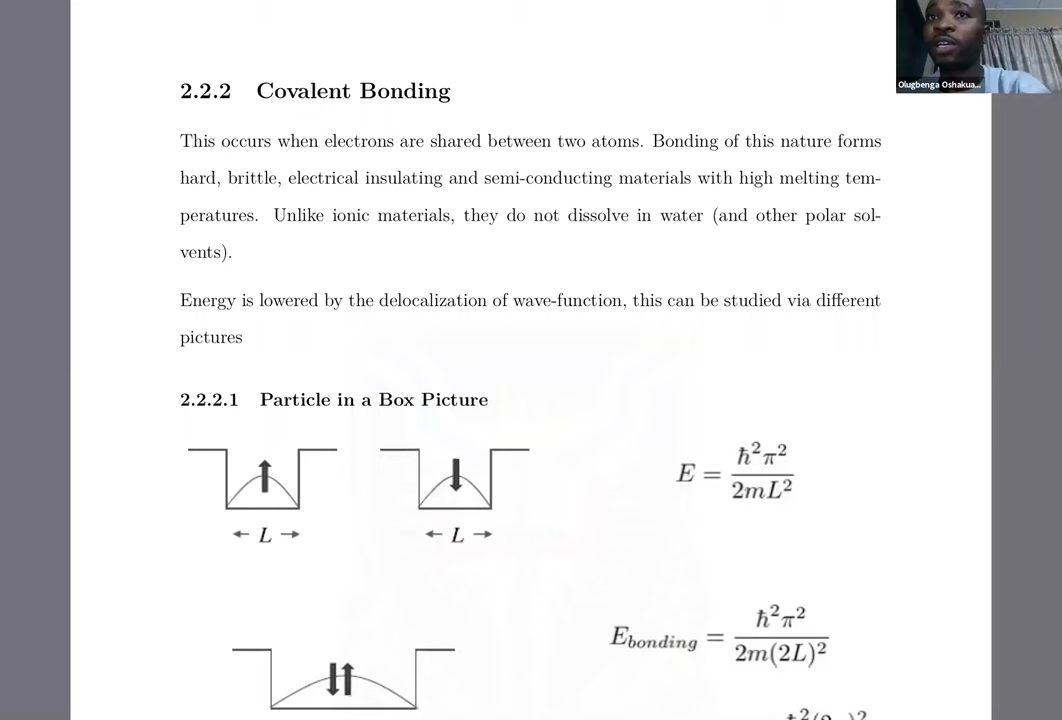 Olugbenga Oshakua...
2.2.2 Covalent Bonding
This occurs when electrons are shared between two atoms. Bonding of this nature forms
hard, brittle, electrical insulating and semi-conducting materials with high melting tem-
peratures. Unlike ionic materials, they do not dissolve in water (and other polar sol-
vents).
Energy is lowered by the delocalization of wave-function, this can be studied via different
pictures
2.2.2.1 Particle in a Box Picture
E = ħ²π² / 2mL²
← L → ← L →
E_bonding = ħ²π² / 2m(2L)²